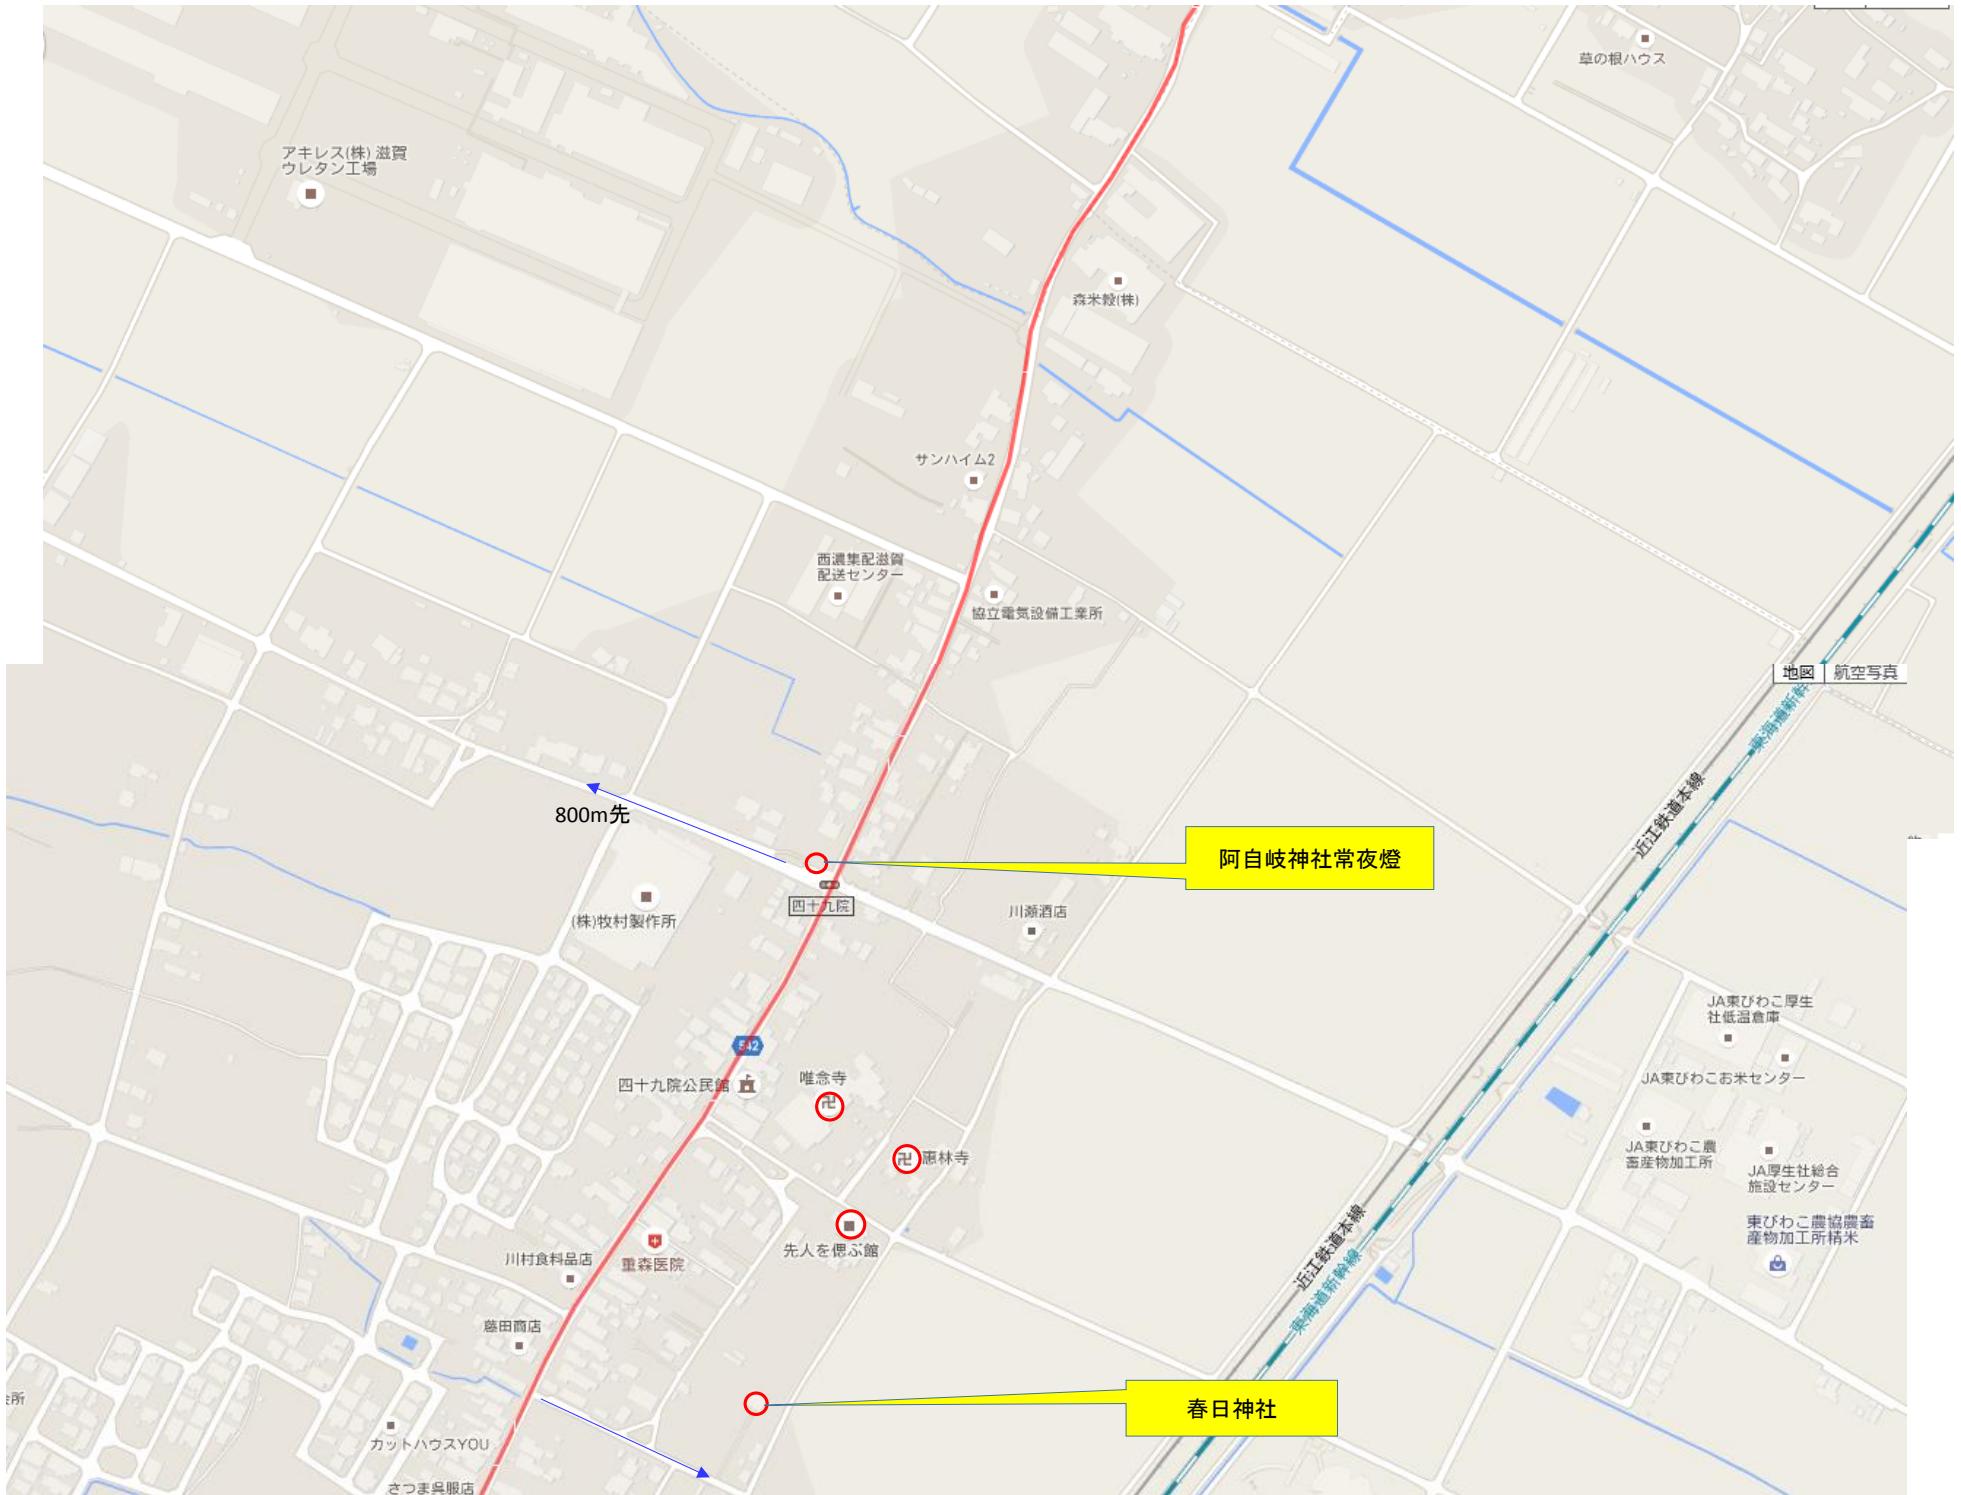 草の根ハウス
アキレス(株) 滋賀
ウレタン工場
森米穀(株)
サンハイム2
西濃集配滋賀
配送センター
協立電気設備工業所
地図
航空写真
東海道新幹
近江鉄道本線
800m先
阿自岐神社常夜燈
四十九院
(株)牧村製作所
川瀬酒店
JA東びわこ厚生
社低温倉庫
542
JA東びわこお米センター
四十九院公民館
唯念寺
恵林寺
JA東びわこ農
畜産物加工所
JA厚生社総合
施設センター
東びわこ農協農畜
産物加工所精米
先人を偲ぶ館
近江鉄道本線
東海道新幹線
川村食料品店
重森医院
藤田商店
春日神社
カットハウスYOU
さつま呉服店